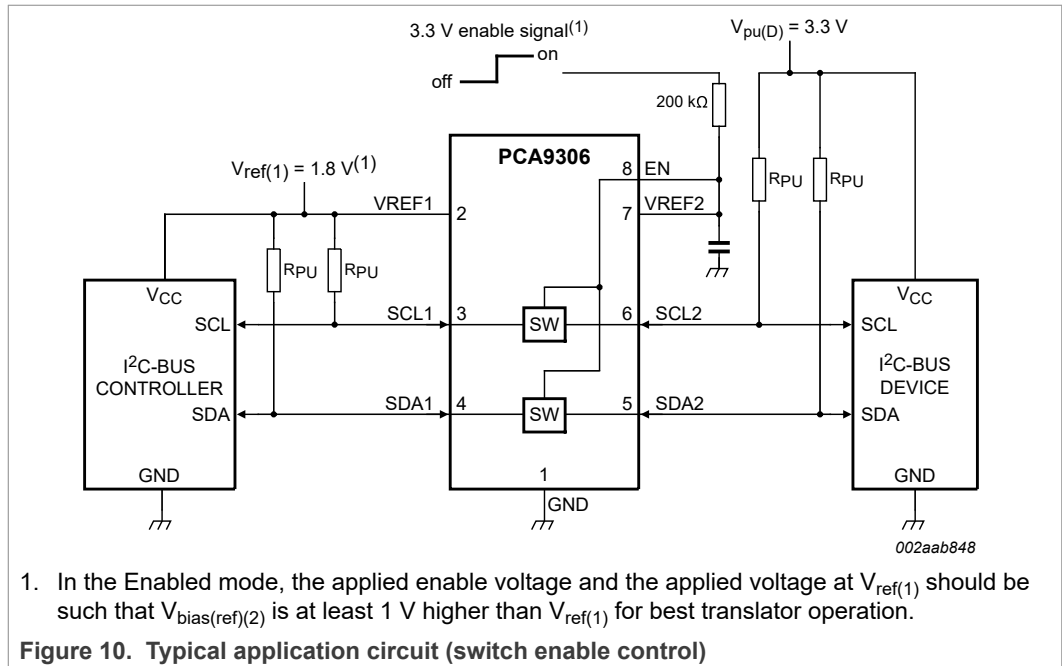 3.3 V enable signal(1)
off
on
Vpu(D) = 3.3 V
200 kΩ
PCA9306
Vref(1) = 1.8 V(1)
8 EN
RPU
RPU
VREF1
2
7
VREF2
RPU
RPU
VCC
VCC
SCL
SCL1
3
SW
6
SCL2
SCL
I2C-BUS
CONTROLLER
I2C-BUS
DEVICE
SDA
SDA1
4
SW
5
SDA2
SDA
GND
1
GND
GND
002aab848
1. In the Enabled mode, the applied enable voltage and the applied voltage at Vref(1) should be
such that Vbias(ref)(2) is at least 1 V higher than Vref(1) for best translator operation.
Figure 10. Typical application circuit (switch enable control)